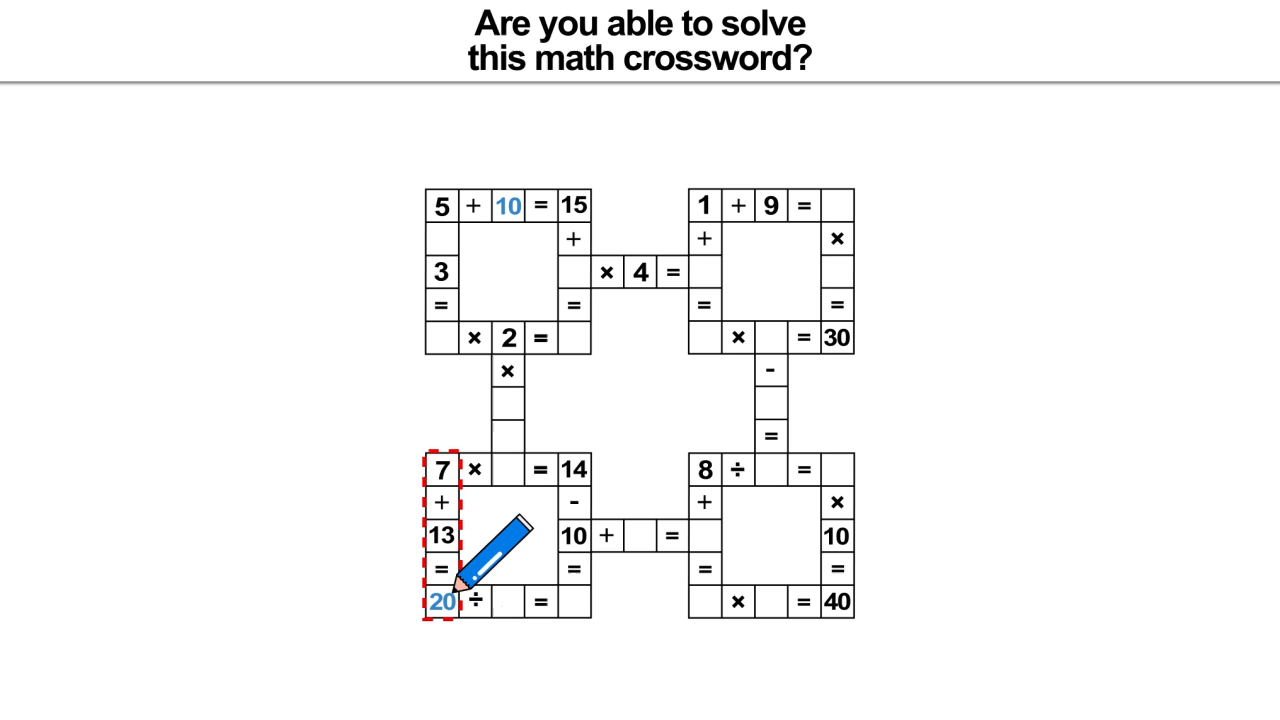 Are you able to solve
this math crossword?
5 + 10 = 15 1 + 9 =
+ + ×
3 × 4 =
= = = =
× 2 = × = 30
× -
=
7 × = 14 8 ÷ =
+ - + ×
13 10 + = 10
= = = =
20 ÷ = × = 40